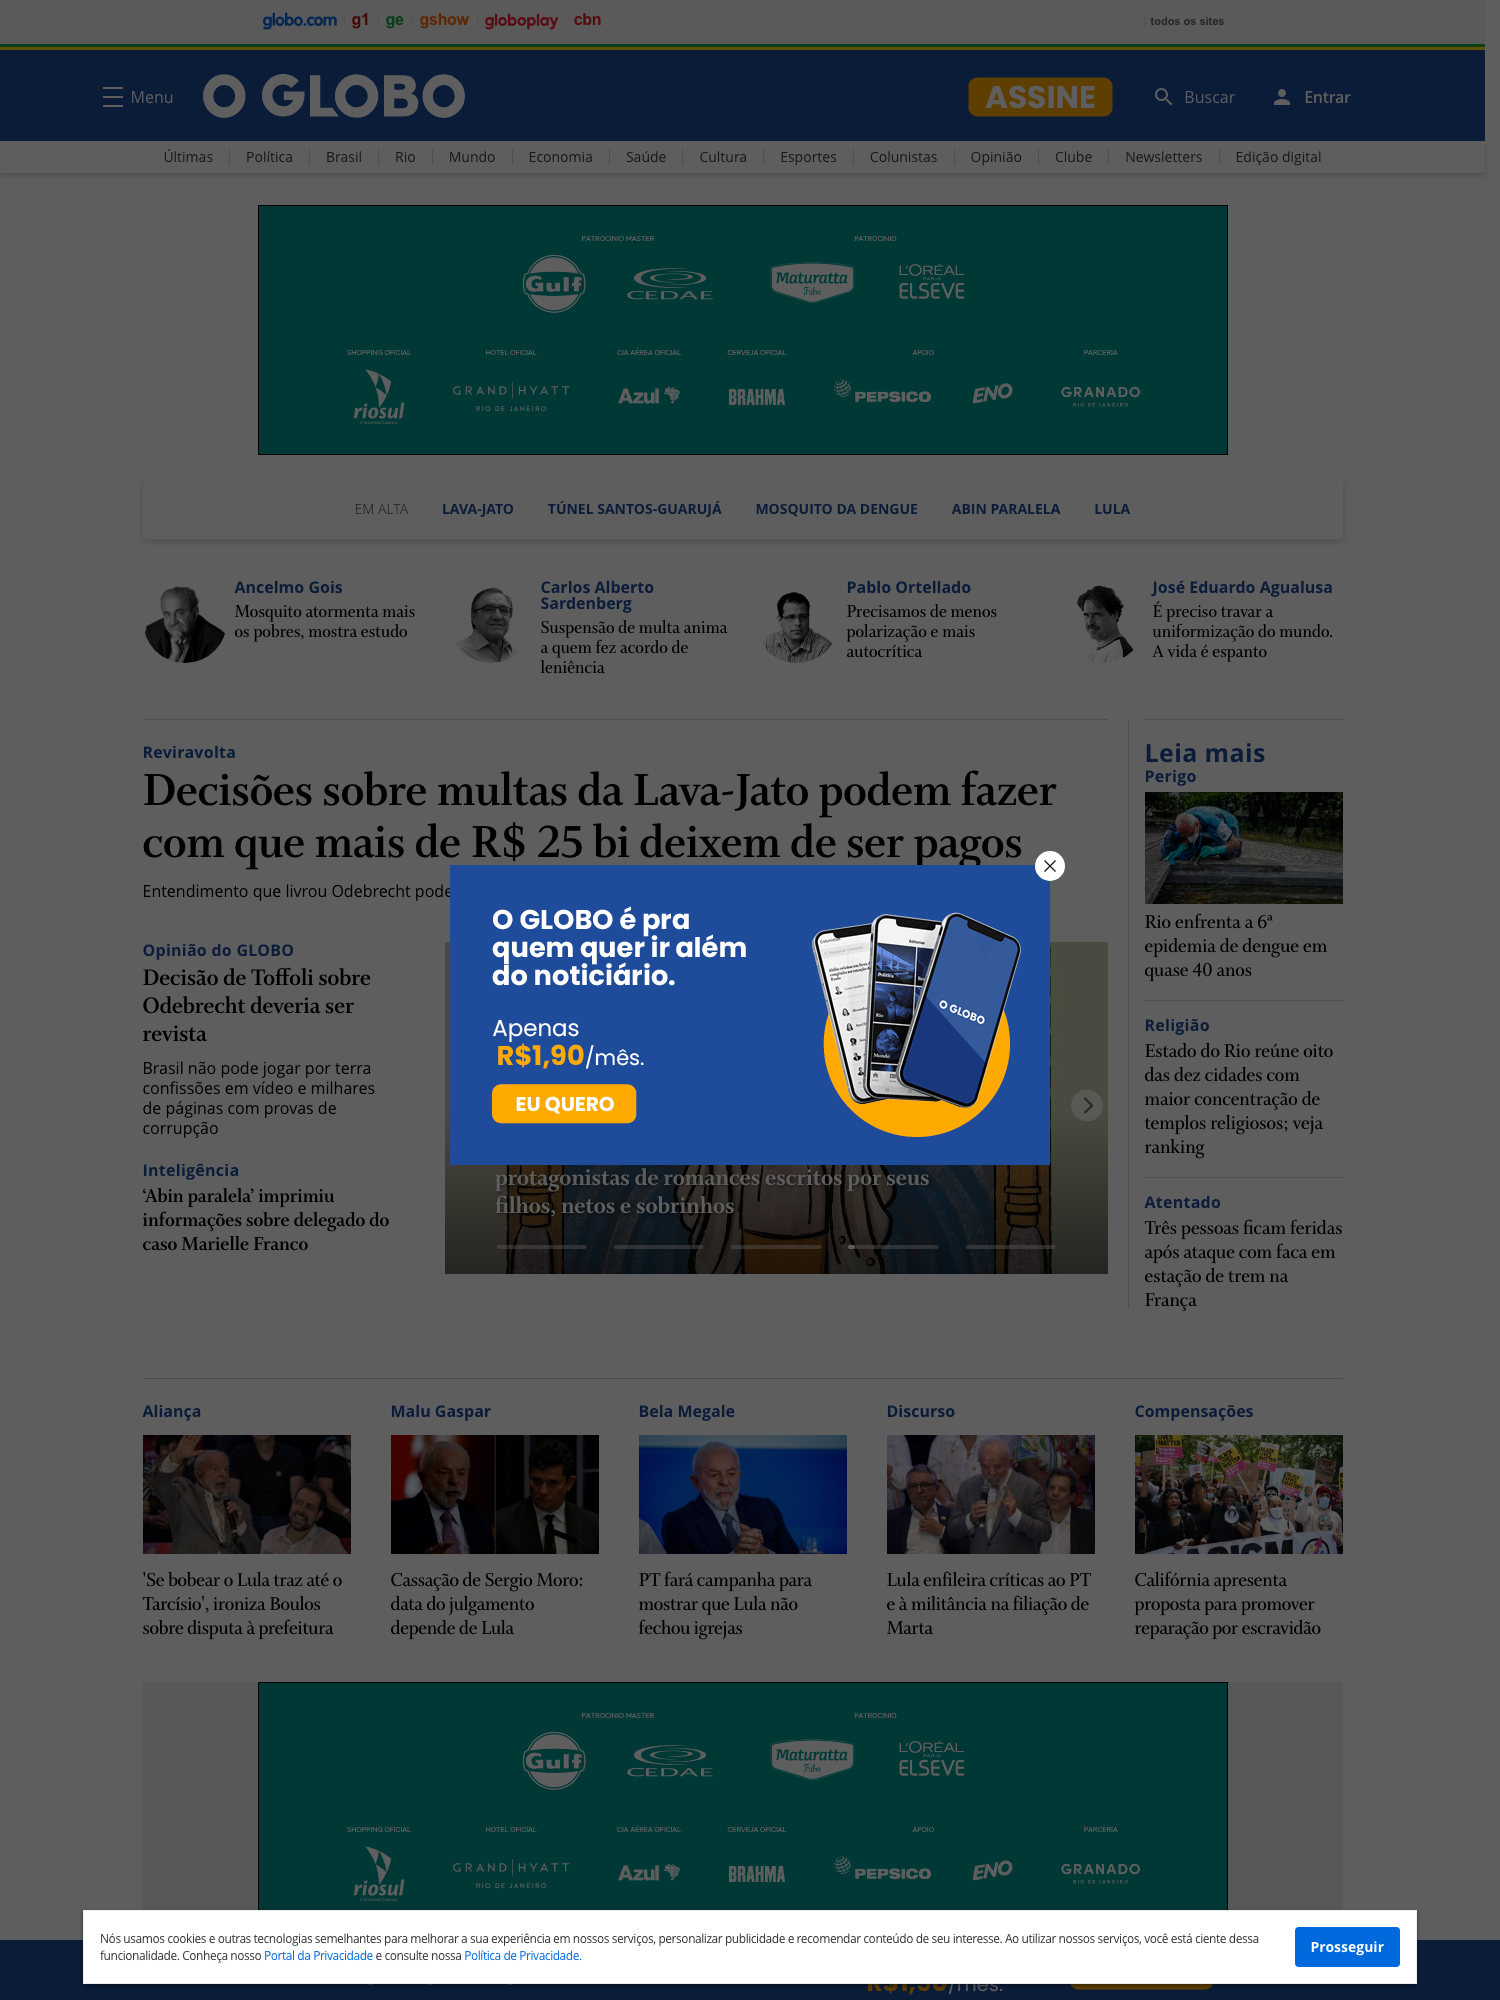 globo.com g1 ge gshow globoplay cbn todos os sites
Menu O GLOBO ASSINE Buscar Entrar
Últimas Política Brasil Rio Mundo Economia Saúde Cultura Esportes Colunistas Opinião Clube Newsletters Edição digital
PATROCINIO MASTER PATROCINIO
Gulf CEDAE Maturatta Friboi L'ORÉAL PARIS ELSEVE
SHOPPING OFICIAL HOTEL OFICIAL CIA AÉREA OFICIAL CERVEJA OFICIAL APOIO PARCERIA
riosul GRAND HYATT RIO DE JANEIRO Azul BRAHMA PEPSICO ENO GRANADO RIO DE JANEIRO
EM ALTA LAVA-JATO TÚNEL SANTOS-GUARUJÁ MOSQUITO DA DENGUE ABIN PARALELA LULA
Ancelmo Gois
Mosquito atormenta mais
os pobres, mostra estudo
Carlos Alberto
Sardenberg
Suspensão de multa anima
a quem fez acordo de
leniência
Pablo Ortellado
Precisamos de menos
polarização e mais
autocrítica
José Eduardo Agualusa
É preciso travar a
uniformização do mundo.
A vida é espanto
Reviravolta
Decisões sobre multas da Lava-Jato podem fazer
com que mais de R$ 25 bi deixem de ser pagos
Entendimento que livrou Odebrecht pode
Opinião do GLOBO
Decisão de Toffoli sobre
Odebrecht deveria ser
revista
Brasil não pode jogar por terra
confissões em vídeo e milhares
de páginas com provas de
corrupção
Inteligência
‘Abin paralela’ imprimiu
informações sobre delegado do
caso Marielle Franco
O GLOBO é pra
quem quer ir além
do noticiário.
Apenas
R$1,90/mês.
EU QUERO
O GLOBO
protagonistas de romances escritos por seus
filhos, netos e sobrinhos
Leia mais
Perigo
Rio enfrenta a 6ª
epidemia de dengue em
quase 40 anos
Religião
Estado do Rio reúne oito
das dez cidades com
maior concentração de
templos religiosos; veja
ranking
Atentado
Três pessoas ficam feridas
após ataque com faca em
estação de trem na
França
Aliança
'Se bobear o Lula traz até o
Tarcísio', ironiza Boulos
sobre disputa à prefeitura
Malu Gaspar
Cassação de Sergio Moro:
data do julgamento
depende de Lula
Bela Megale
PT fará campanha para
mostrar que Lula não
fechou igrejas
Discurso
Lula enfileira críticas ao PT
e à militância na filiação de
Marta
Compensações
Califórnia apresenta
proposta para promover
reparação por escravidão
PATROCINIO MASTER PATROCINIO
Gulf CEDAE Maturatta Friboi L'ORÉAL PARIS ELSEVE
SHOPPING OFICIAL HOTEL OFICIAL CIA AÉREA OFICIAL CERVEJA OFICIAL APOIO PARCERIA
riosul GRAND HYATT RIO DE JANEIRO Azul BRAHMA PEPSICO ENO GRANADO RIO DE JANEIRO
Nós usamos cookies e outras tecnologias semelhantes para melhorar a sua experiência em nossos serviços, personalizar publicidade e recomendar conteúdo de seu interesse. Ao utilizar nossos serviços, você está ciente dessa
funcionalidade. Conheça nosso Portal da Privacidade e consulte nossa Política de Privacidade.
Prosseguir
R$1,90/mês.